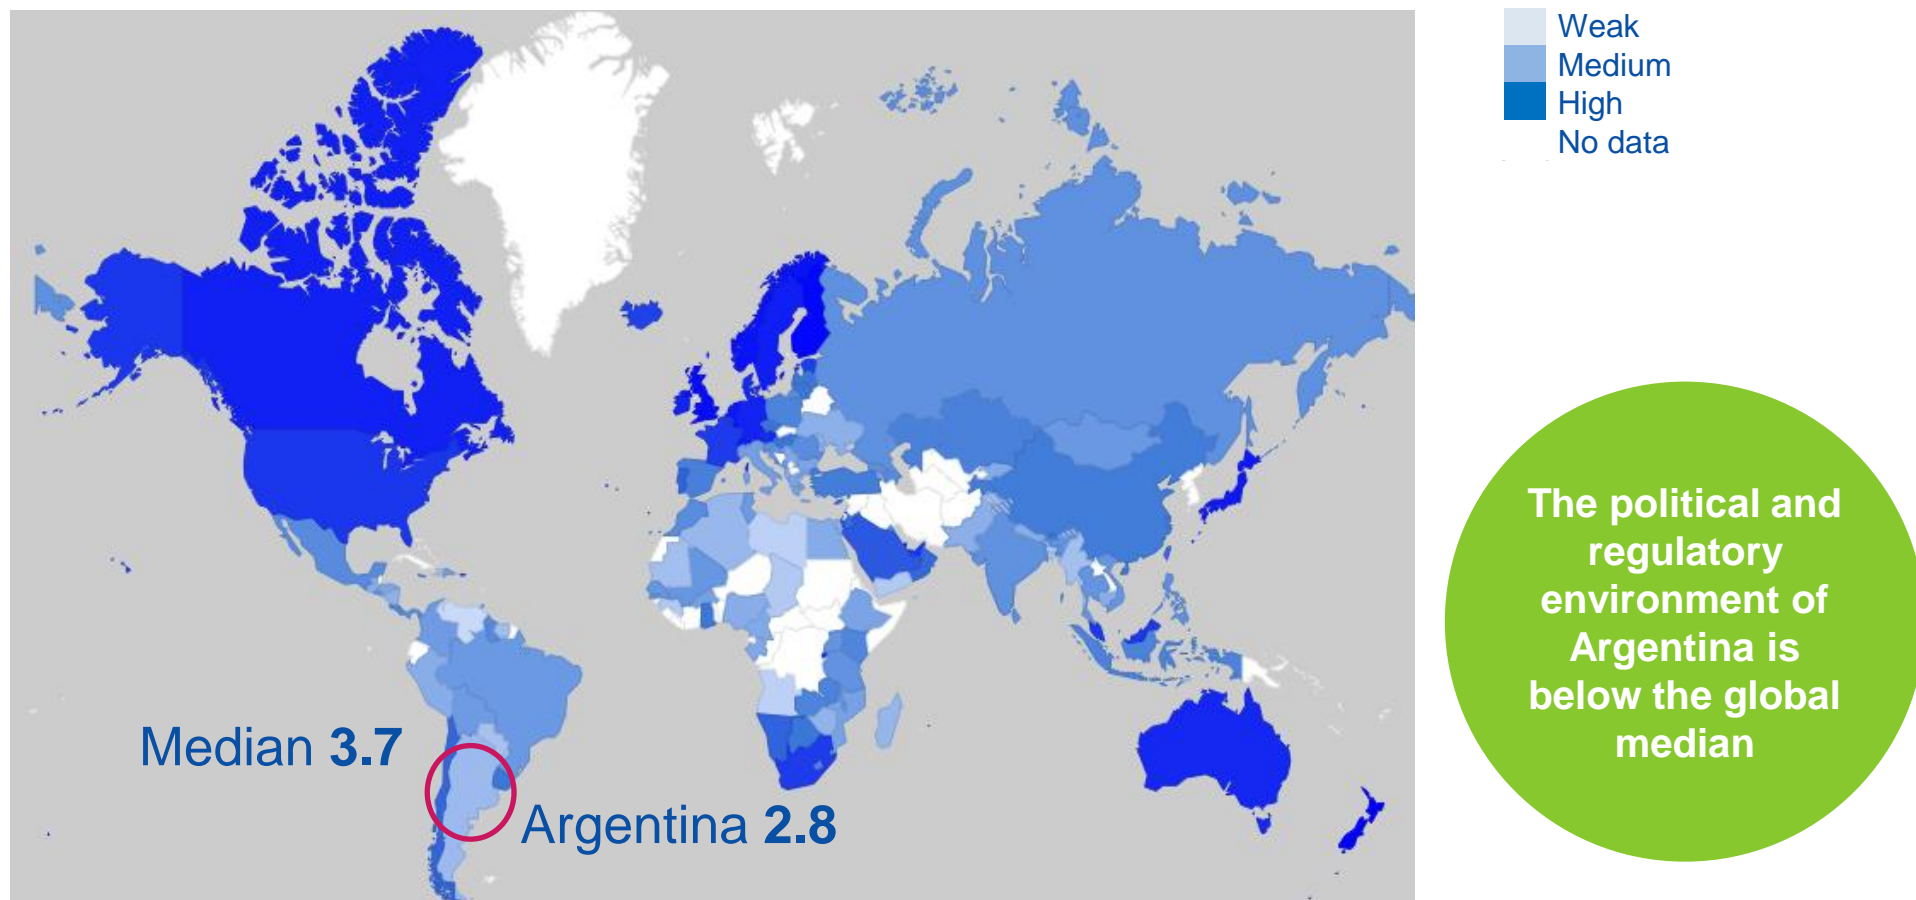 Weak
Medium
High
No data
The political and
regulatory
environment of
Argentina is
below the global
median
Median 3.7
Argentina 2.8